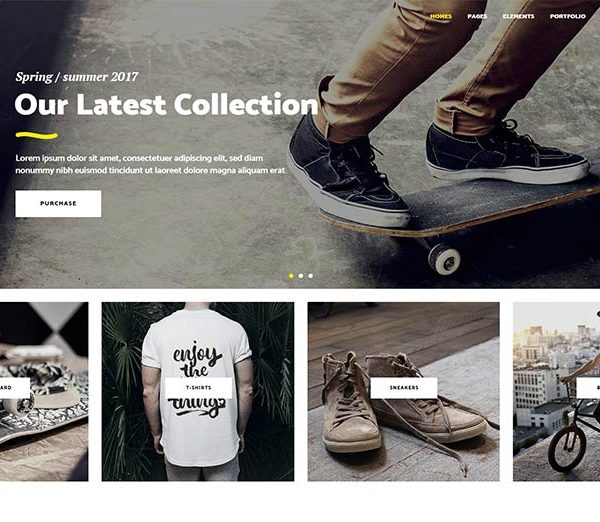 HOMES PAGES ELEMENTS PORTFOLIO
Spring / summer 2017
Our Latest Collection
Lorem ipsum dolor sit amet, consectetuer adipiscing elit, sed diam
nonummy nibh euismod tincidunt ut laoreet dolore magna aliquam erat
PURCHASE
enjoy
the
things
ARD
T-SHIRTS
SNEAKERS